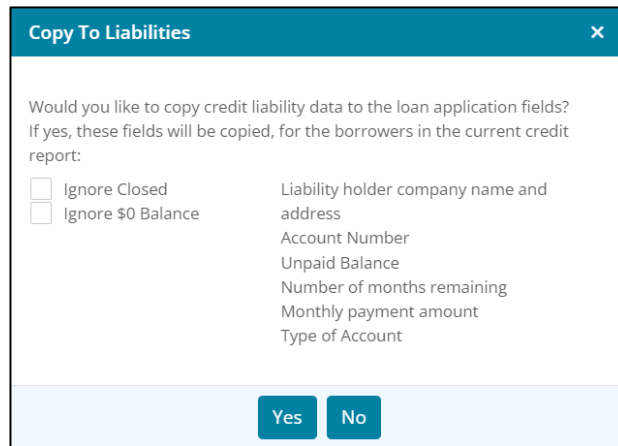 Copy To Liabilities
Would you like to copy credit liability data to the loan application fields?
If yes, these fields will be copied, for the borrowers in the current credit
report:
Ignore Closed
Ignore $0 Balance
Liability holder company name and
address
Account Number
Unpaid Balance
Number of months remaining
Monthly payment amount
Type of Account
Yes No